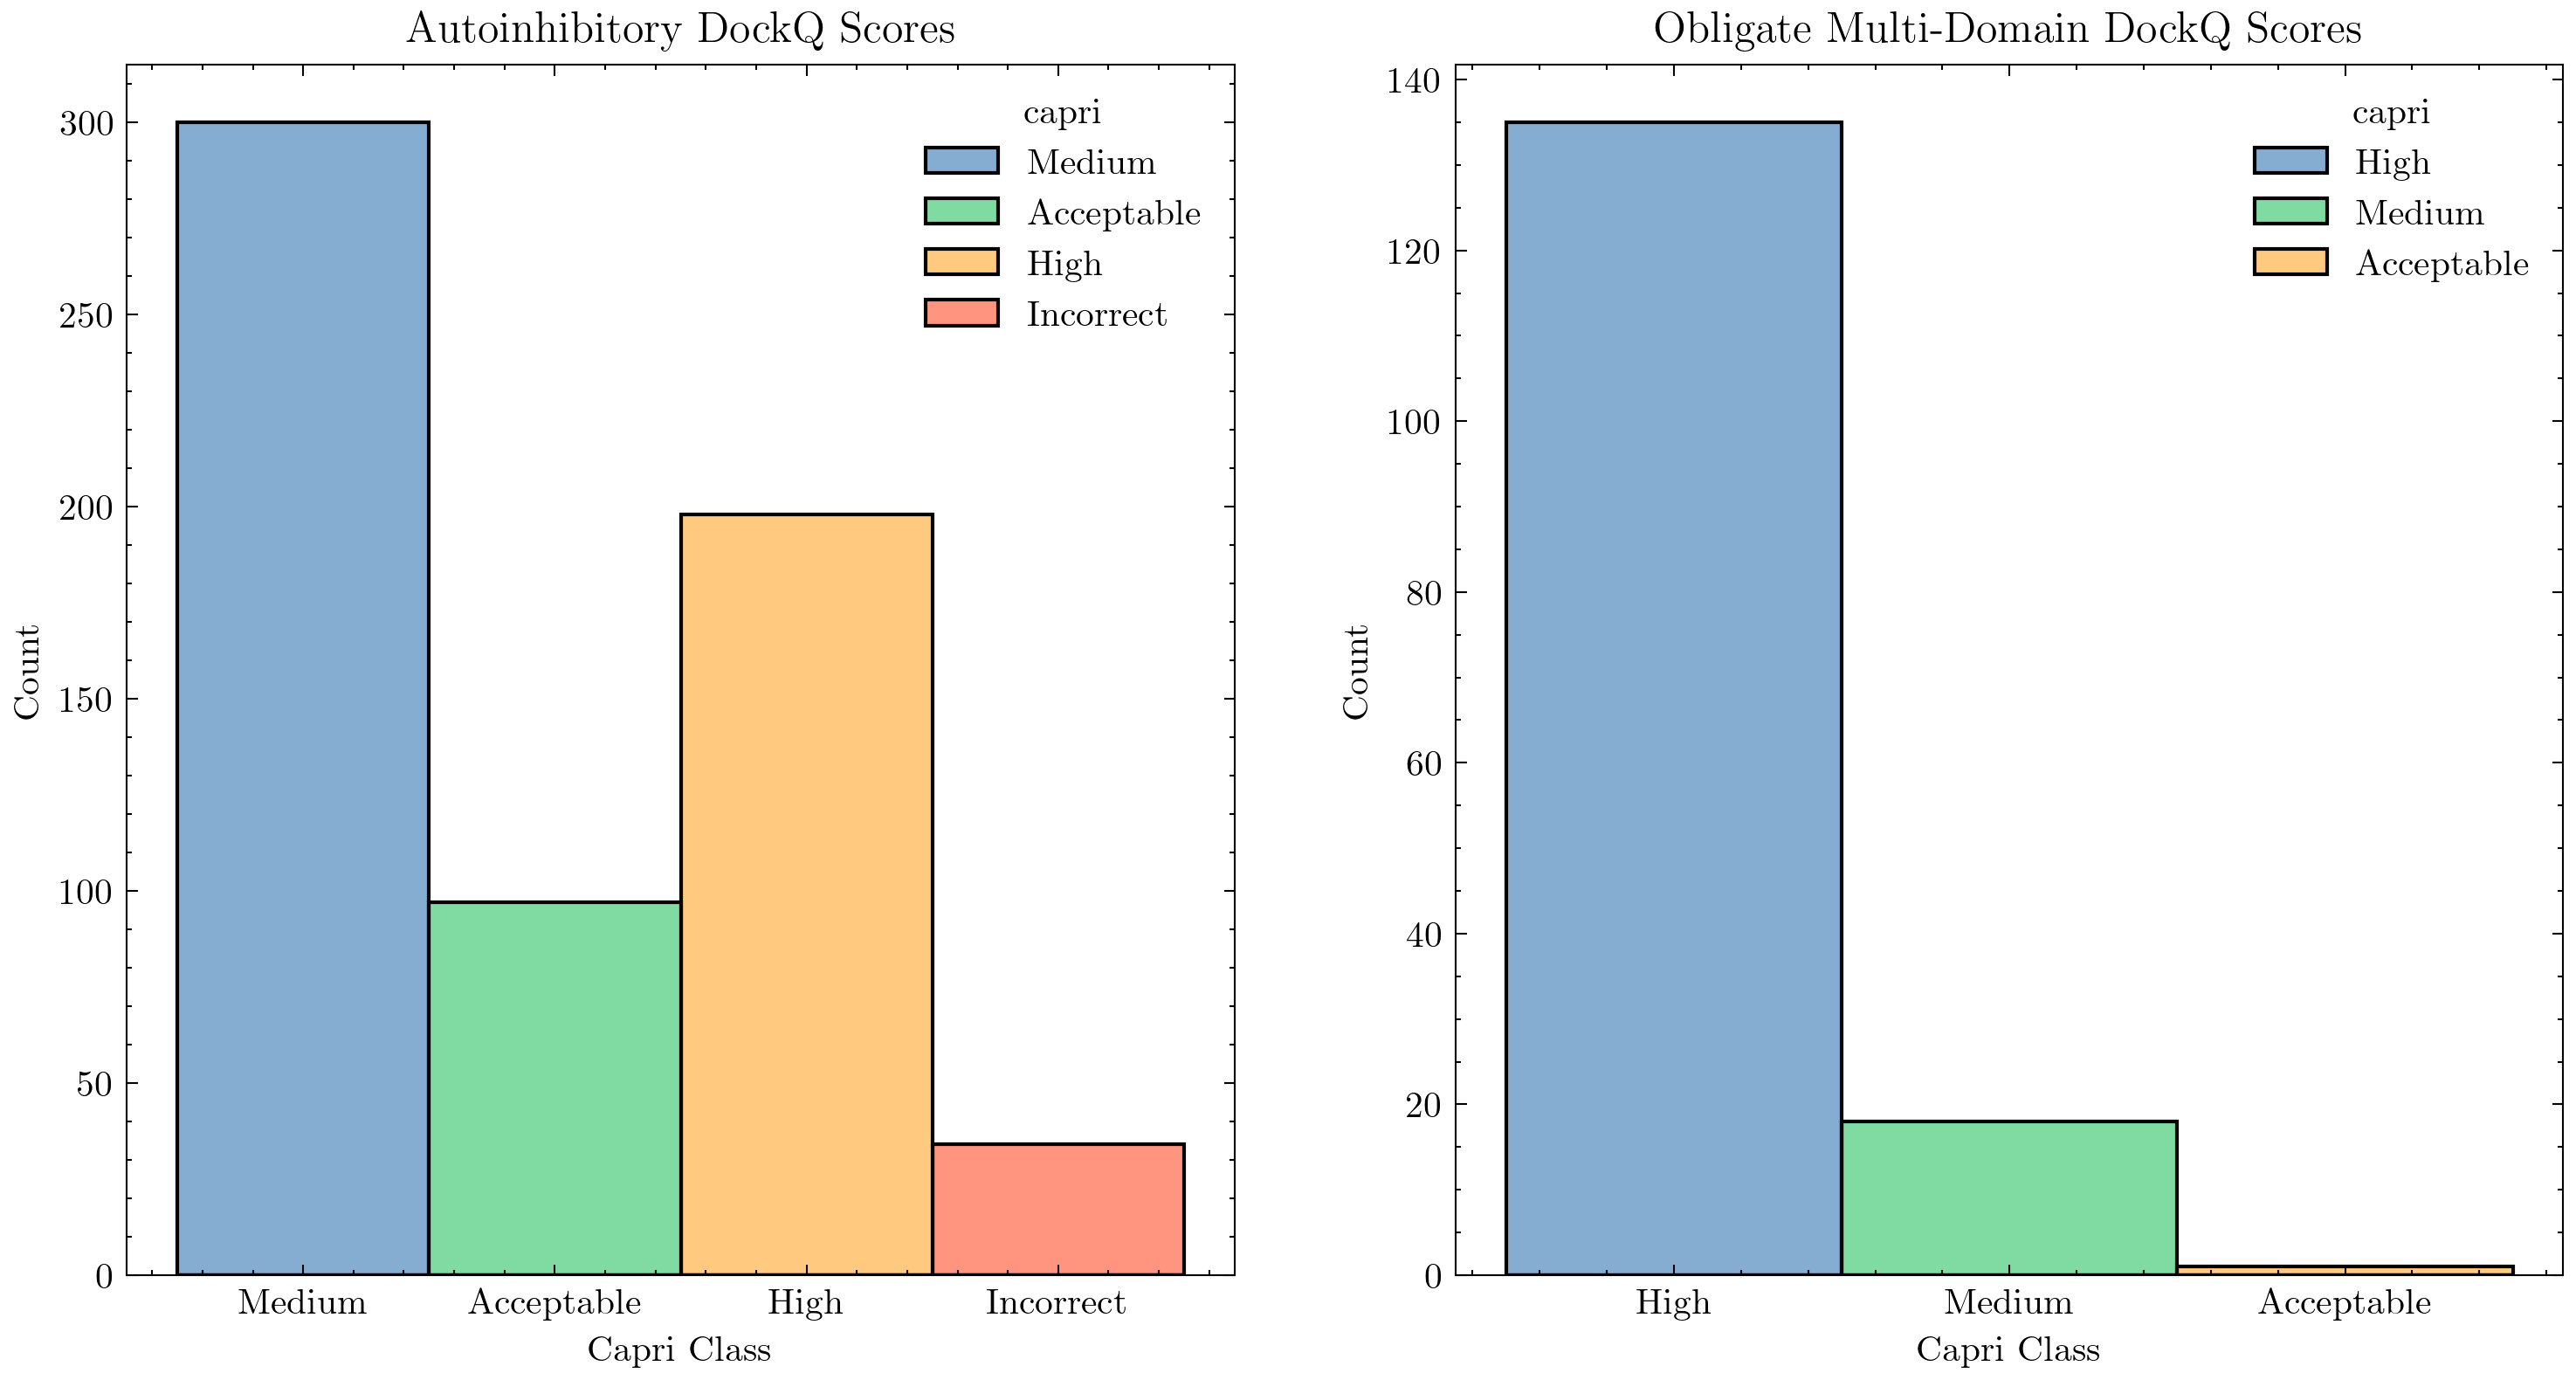 Autoinhibitory DockQ Scores
300
250
200
150
100
50
0
Count
capri
Medium
Acceptable
High
Incorrect
Medium Acceptable High Incorrect
Capri Class
Obligate Multi-Domain DockQ Scores
140
120
100
80
60
40
20
0
Count
capri
High
Medium
Acceptable
High Medium Acceptable
Capri Class